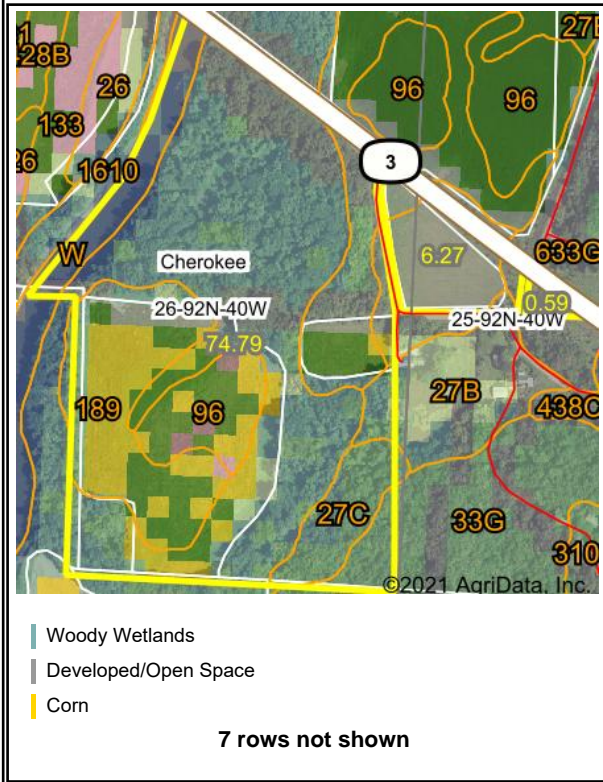 1
428B
26
133
26
1610
W
Cherokee
26-92N-40W
74.79
189
96
27C
96
96
27B
3
6.27
633G
0.59
25-92N-40W
27B
438C
33G
310
©2021 AgriData, Inc.
Woody Wetlands
Developed/Open Space
Corn
7 rows not shown